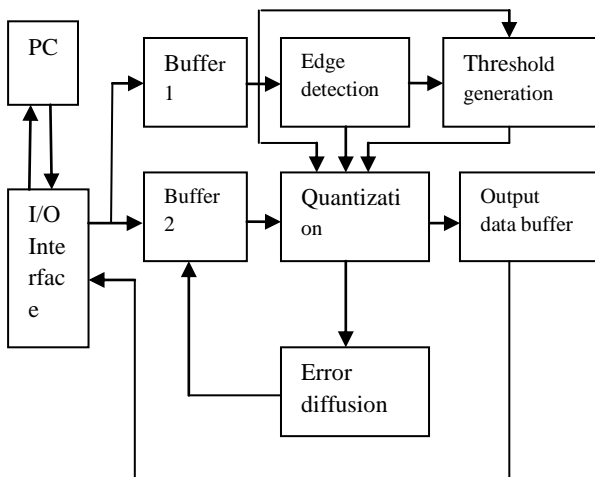 PC
Buffer
1
Edge
detection
Threshold
generation
I/O
Inte
rfac
e
Buffer
2
Quantizati
on
Output
data buffer
Error
diffusion